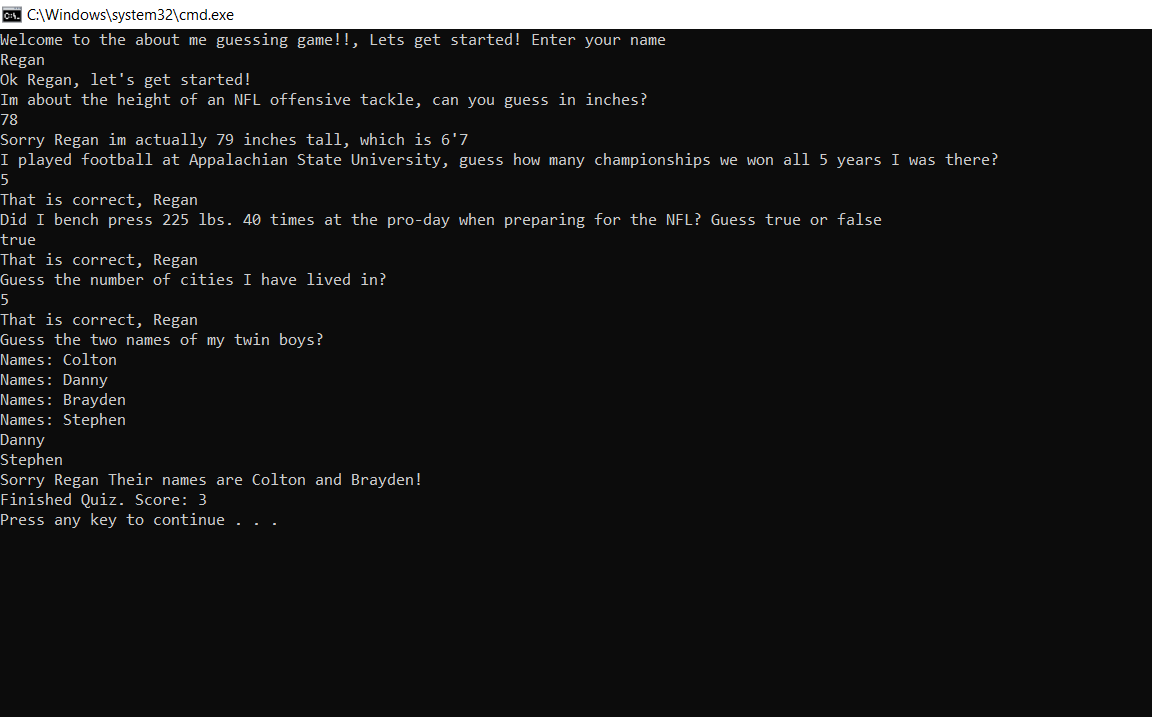 C:\Windows\system32\cmd.exe
Welcome to the about me guessing game!!, Lets get started! Enter your name
Regan
Ok Regan, let's get started!
Im about the height of an NFL offensive tackle, can you guess in inches?
78
Sorry Regan im actually 79 inches tall, which is 6'7
I played football at Appalachian State University, guess how many championships we won all 5 years I was there?
5
That is correct, Regan
Did I bench press 225 lbs. 40 times at the pro-day when preparing for the NFL? Guess true or false
true
That is correct, Regan
Guess the number of cities I have lived in?
5
That is correct, Regan
Guess the two names of my twin boys?
Names: Colton
Names: Danny
Names: Brayden
Names: Stephen
Danny
Stephen
Sorry Regan Their names are Colton and Brayden!
Finished Quiz. Score: 3
Press any key to continue . . .